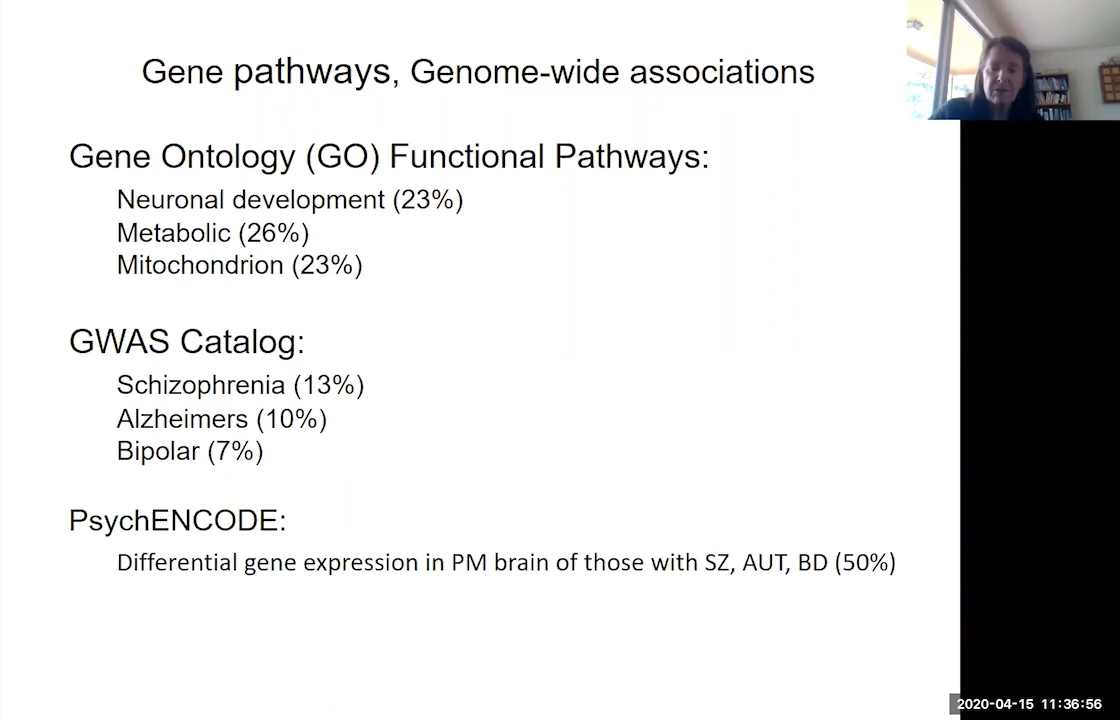 Gene pathways, Genome-wide associations
Gene Ontology (GO) Functional Pathways:
Neuronal development (23%)
Metabolic (26%)
Mitochondrion (23%)
GWAS Catalog:
Schizophrenia (13%)
Alzheimers (10%)
Bipolar (7%)
PsychENCODE:
Differential gene expression in PM brain of those with SZ, AUT, BD (50%)
2020-04-15 11:36:56